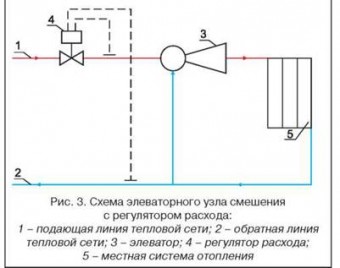 4
1
3
5
2
Рис. 3. Схема элеваторного узла смешения
с регулятором расхода:
1 – подающая линия тепловой сети; 2 – обратная линия
тепловой сети; 3 – элеватор; 4 – регулятор расхода;
5 – местная система отопления